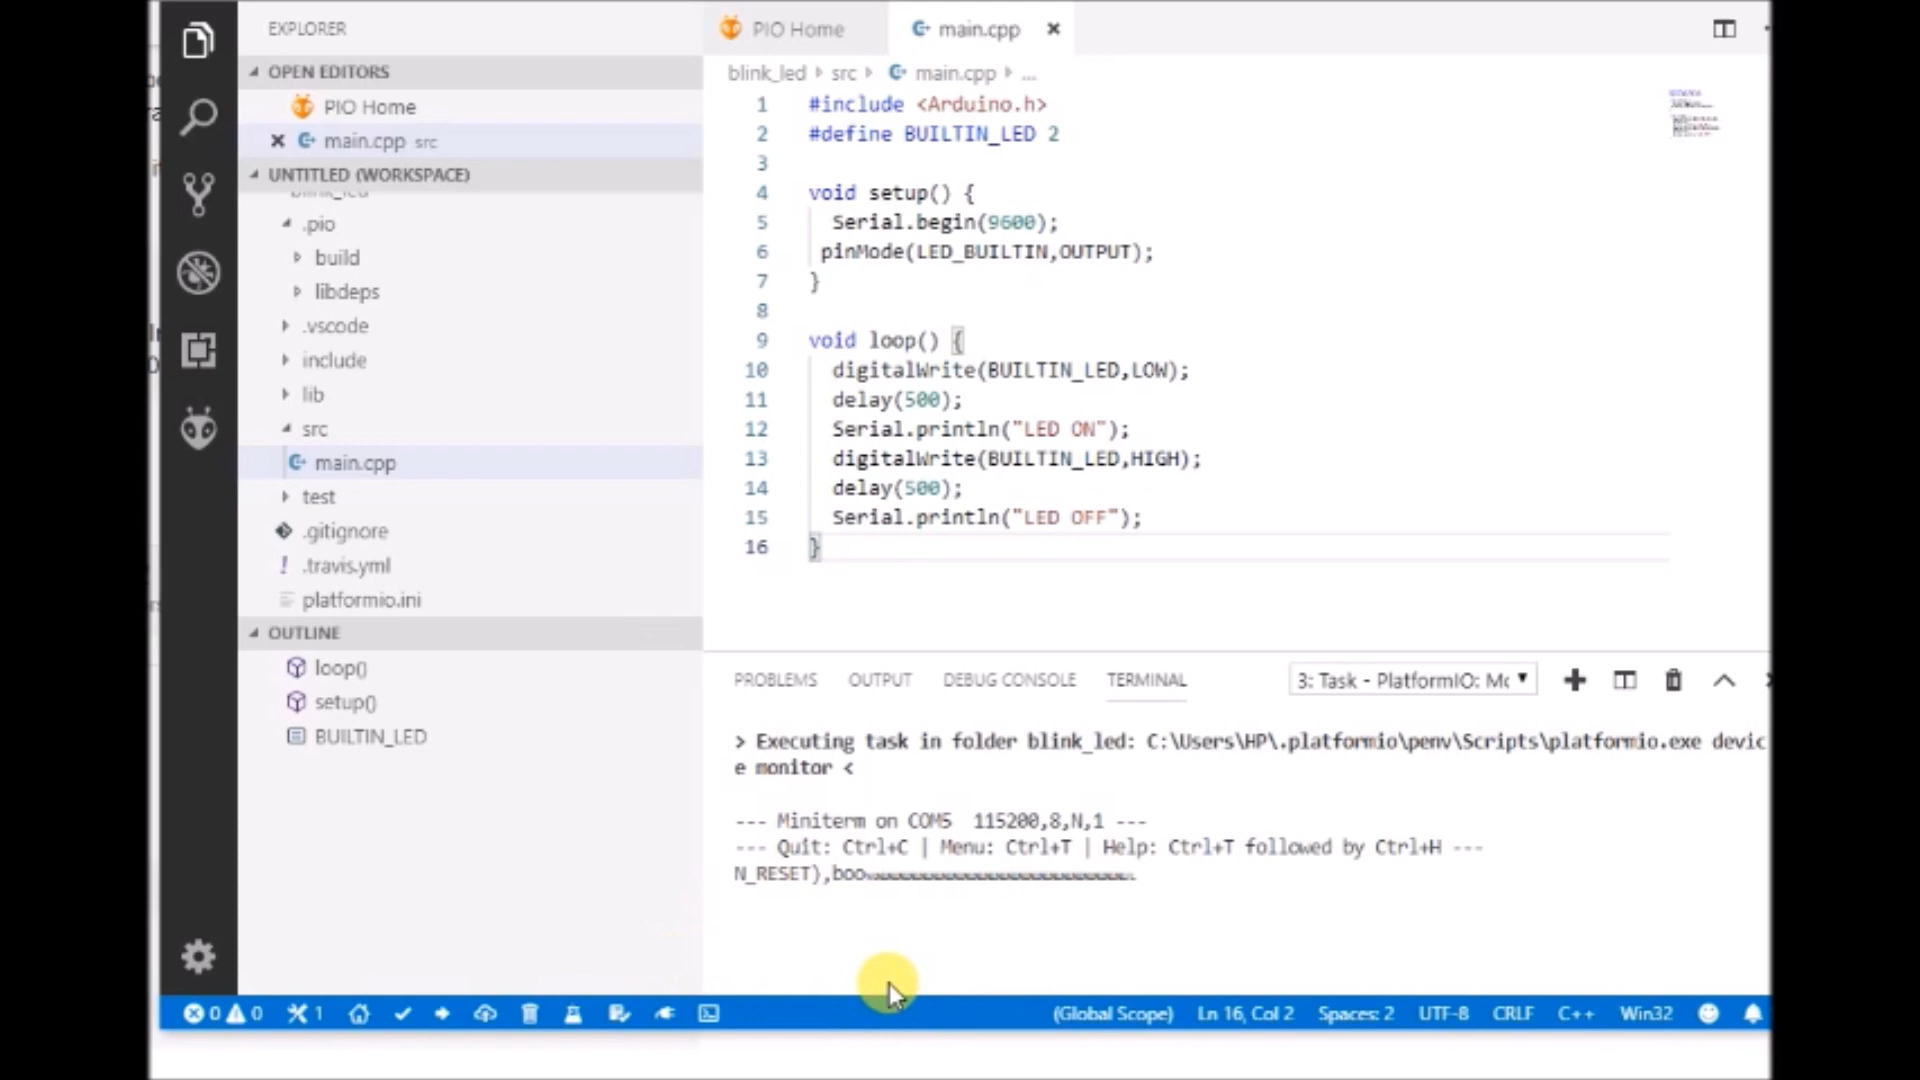 EXPLORER
OPEN EDITORS
PIO Home
main.cpp src
UNTITLED (WORKSPACE)
blink_led
.pio
build
libdeps
.vscode
include
lib
src
main.cpp
test
.gitignore
.travis.yml
platformio.ini
OUTLINE
loop()
setup()
BUILTIN_LED
PIO Home
main.cpp
blink_led src main.cpp ...
1 #include <Arduino.h>
2 #define BUILTIN_LED 2
3
4 void setup() {
5 Serial.begin(9600);
6 pinMode(LED_BUILTIN,OUTPUT);
7 }
8
9 void loop() {
10 digitalWrite(BUILTIN_LED,LOW);
11 delay(500);
12 Serial.println("LED ON");
13 digitalWrite(BUILTIN_LED,HIGH);
14 delay(500);
15 Serial.println("LED OFF");
16 }
PROBLEMS OUTPUT DEBUG CONSOLE TERMINAL 3: Task - PlatformIO: Mc
> Executing task in folder blink_led: C:\Users\HP\.platformio\penv\Scripts\platformio.exe devic
e monitor <
--- Miniterm on COM5 115200,8,N,1 ---
--- Quit: Ctrl+C | Menu: Ctrl+T | Help: Ctrl+T followed by Ctrl+H ---
N_RESET),boo
0 0 1 (Global Scope) Ln 16, Col 2 Spaces: 2 UTF-8 CRLF C++ Win32